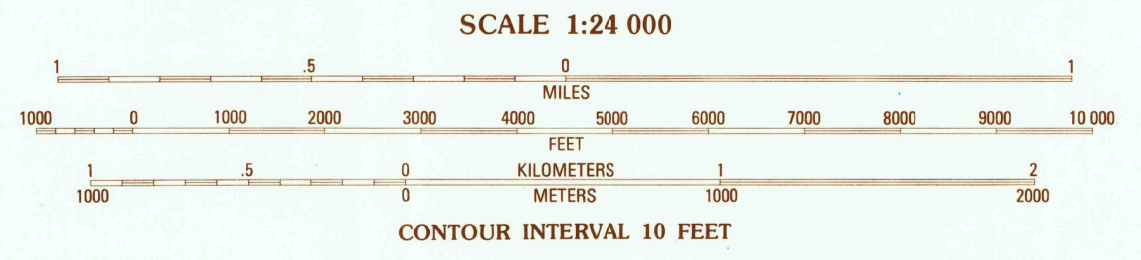 SCALE 1:24 000
1 .5 0 1
MILES
1000 0 1000 2000 3000 4000 5000 6000 7000 8000 9000 10 000
FEET
1 .5 0 KILOMETERS 1 2
1000 0 METERS 1000 2000
CONTOUR INTERVAL 10 FEET